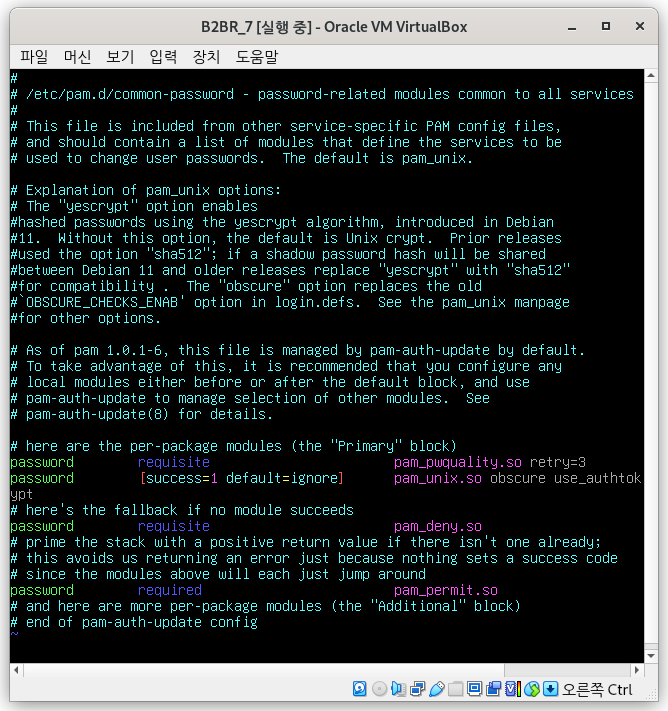 B2BR_7 [실행 중] - Oracle VM VirtualBox
파일 머신 보기 입력 장치 도움말
#
# /etc/pam.d/common-password - password-related modules common to all services
#
# This file is included from other service-specific PAM config files,
# and should contain a list of modules that define the services to be
# used to change user passwords.  The default is pam_unix.

# Explanation of pam_unix options:
# The "yescrypt" option enables
#hashed passwords using the yescrypt algorithm, introduced in Debian
#11.  Without this option, the default is Unix crypt.  Prior releases
#used the option "sha512"; if a shadow password hash will be shared
#between Debian 11 and older releases replace "yescrypt" with "sha512"
#for compatibility .  The "obscure" option replaces the old
#`OBSCURE_CHECKS_ENAB' option in login.defs.  See the pam_unix manpage
#for other options.

# As of pam 1.0.1-6, this file is managed by pam-auth-update by default.
# To take advantage of this, it is recommended that you configure any
# local modules either before or after the default block, and use
# pam-auth-update to manage selection of other modules.  See
# pam-auth-update(8) for details.

# here are the per-package modules (the "Primary" block)
password        requisite                       pam_pwquality.so retry=3
password        [success=1 default=ignore]      pam_unix.so obscure use_authtok
ypt
# here's the fallback if no module succeeds
password        requisite                       pam_deny.so
# prime the stack with a positive return value if there isn't one already;
# this avoids us returning an error just because nothing sets a success code
# since the modules above will each just jump around
password        required                        pam_permit.so
# and here are more per-package modules (the "Additional" block)
# end of pam-auth-update config
~
오른쪽 Ctrl